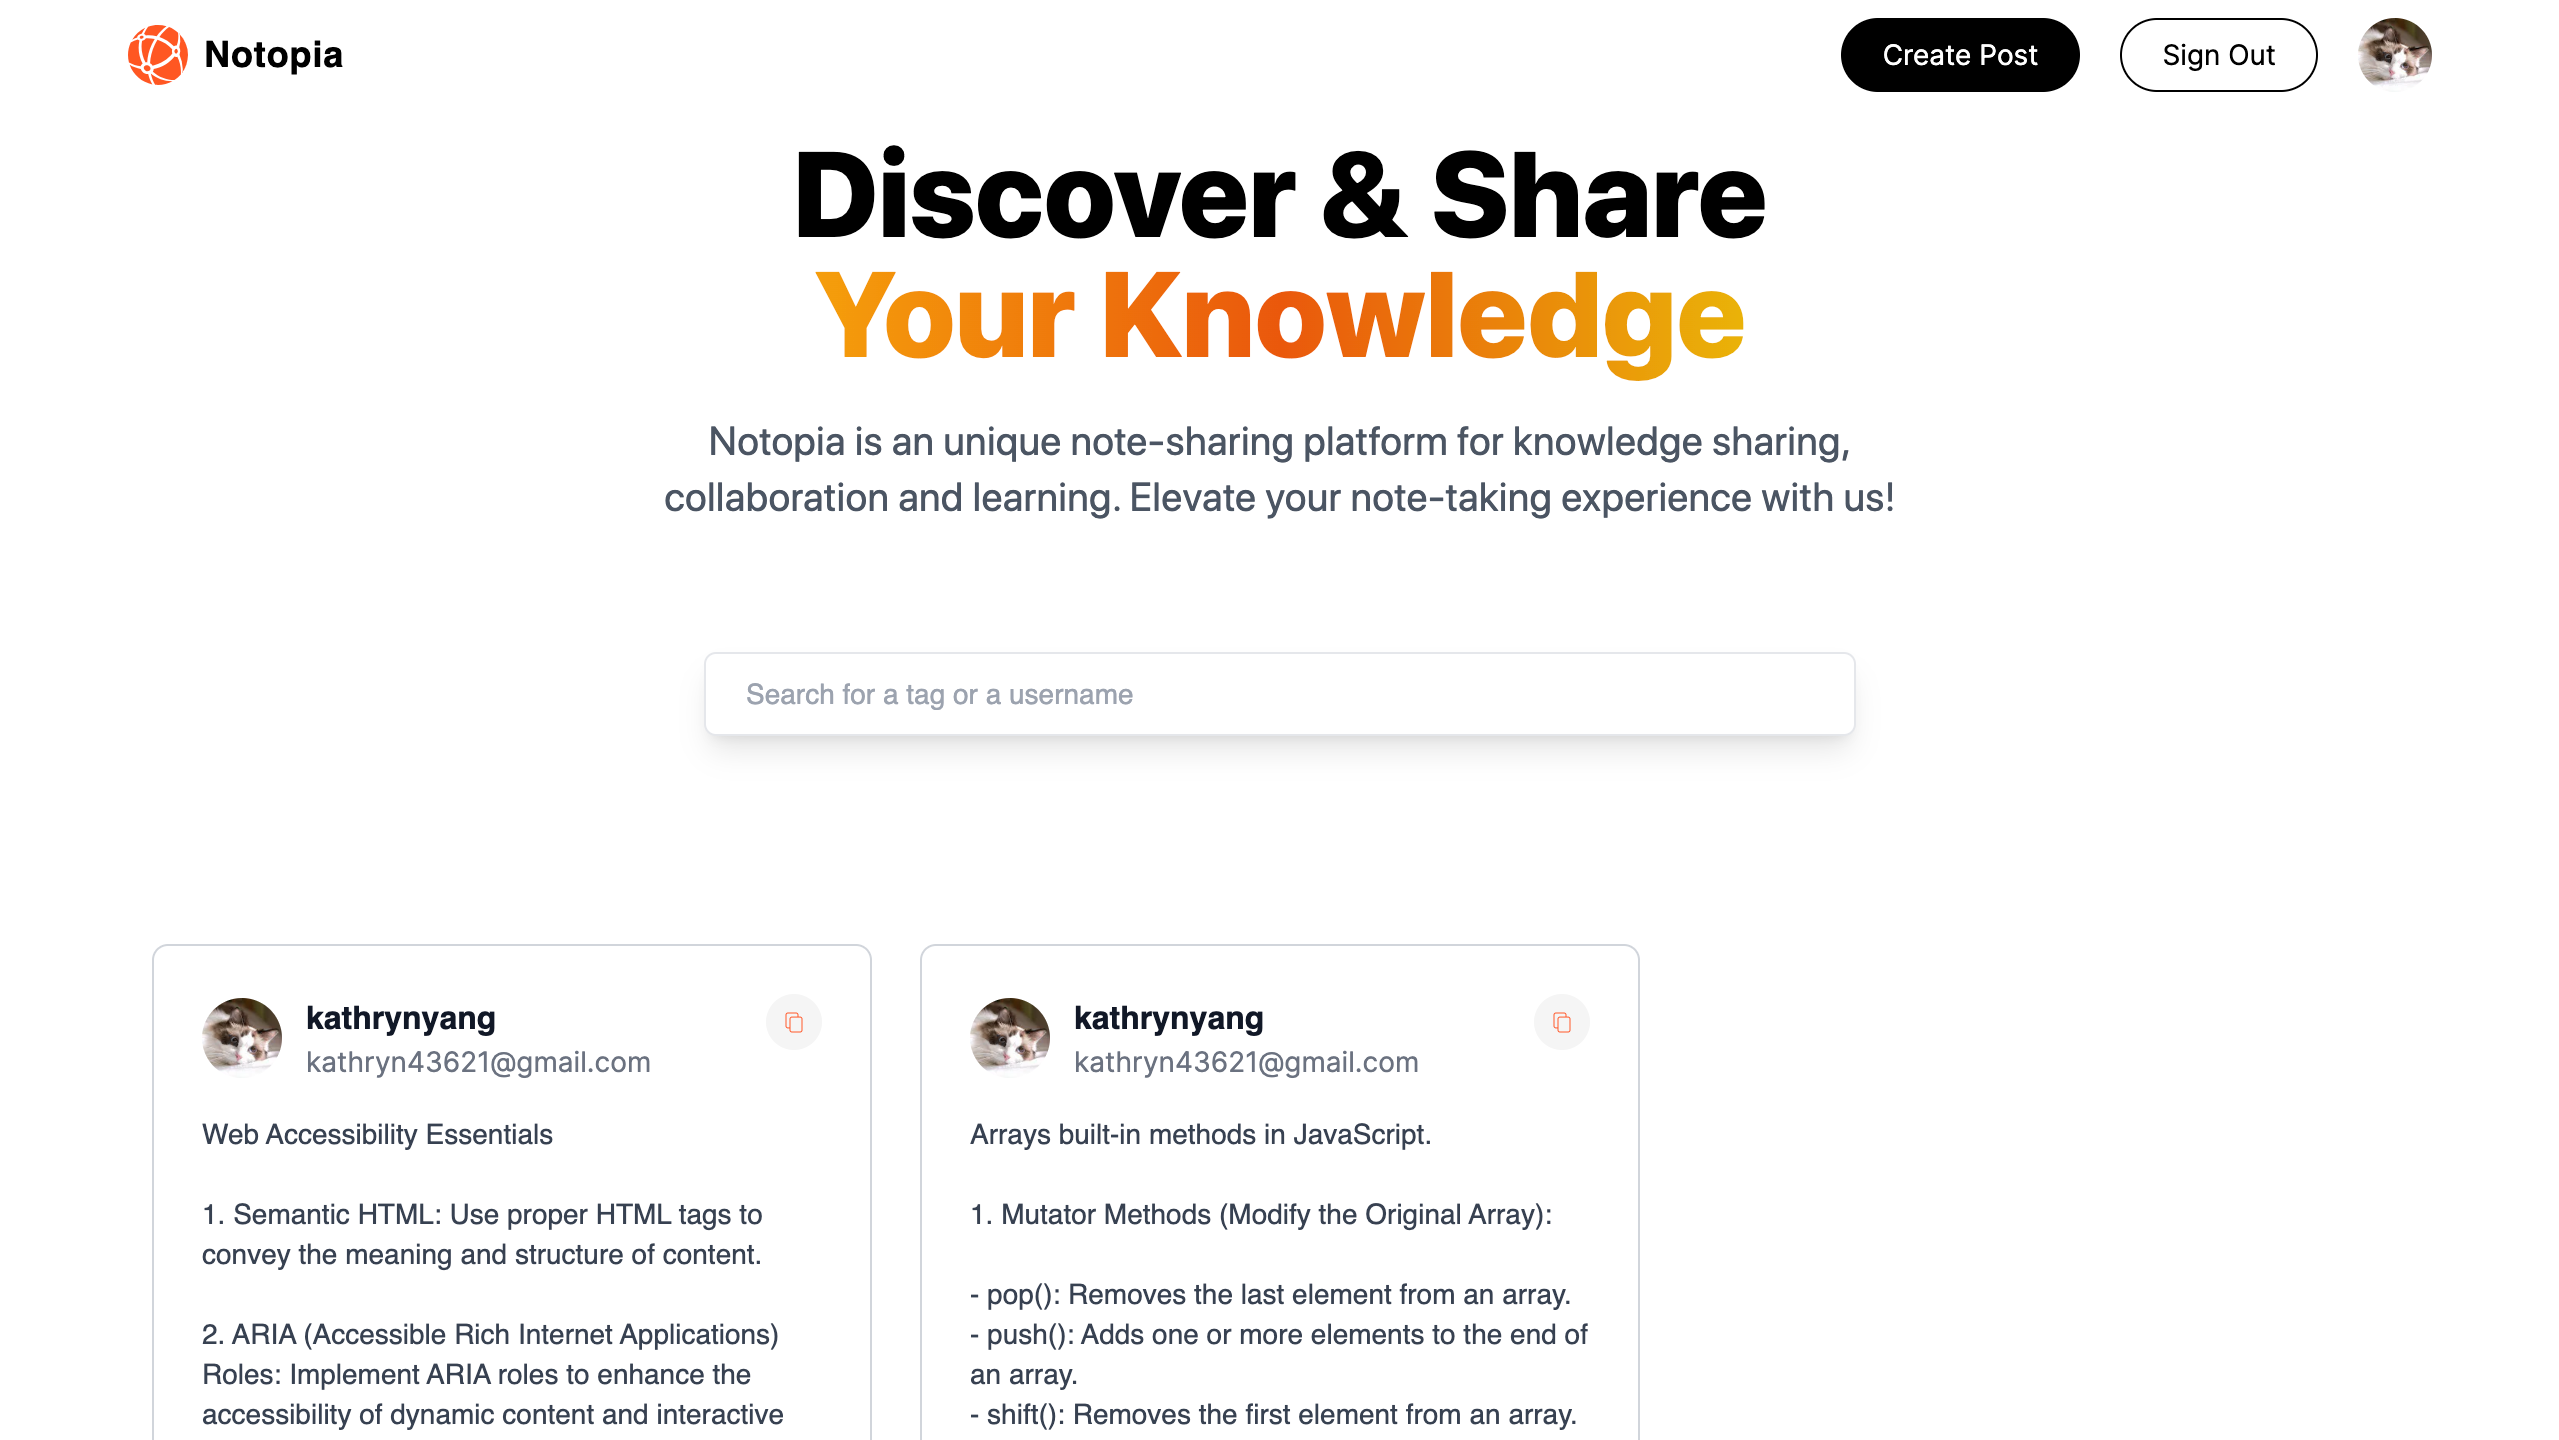 Notopia
Create Post
Sign Out
Discover & Share
Your Knowledge
Notopia is an unique note-sharing platform for knowledge sharing,
collaboration and learning. Elevate your note-taking experience with us!
Search for a tag or a username
kathrynyang
kathryn43621@gmail.com
Web Accessibility Essentials
1. Semantic HTML: Use proper HTML tags to
convey the meaning and structure of content.
2. ARIA (Accessible Rich Internet Applications)
Roles: Implement ARIA roles to enhance the
accessibility of dynamic content and interactive
kathrynyang
kathryn43621@gmail.com
Arrays built-in methods in JavaScript.
1. Mutator Methods (Modify the Original Array):
- pop(): Removes the last element from an array.
- push(): Adds one or more elements to the end of
an array.
- shift(): Removes the first element from an array.